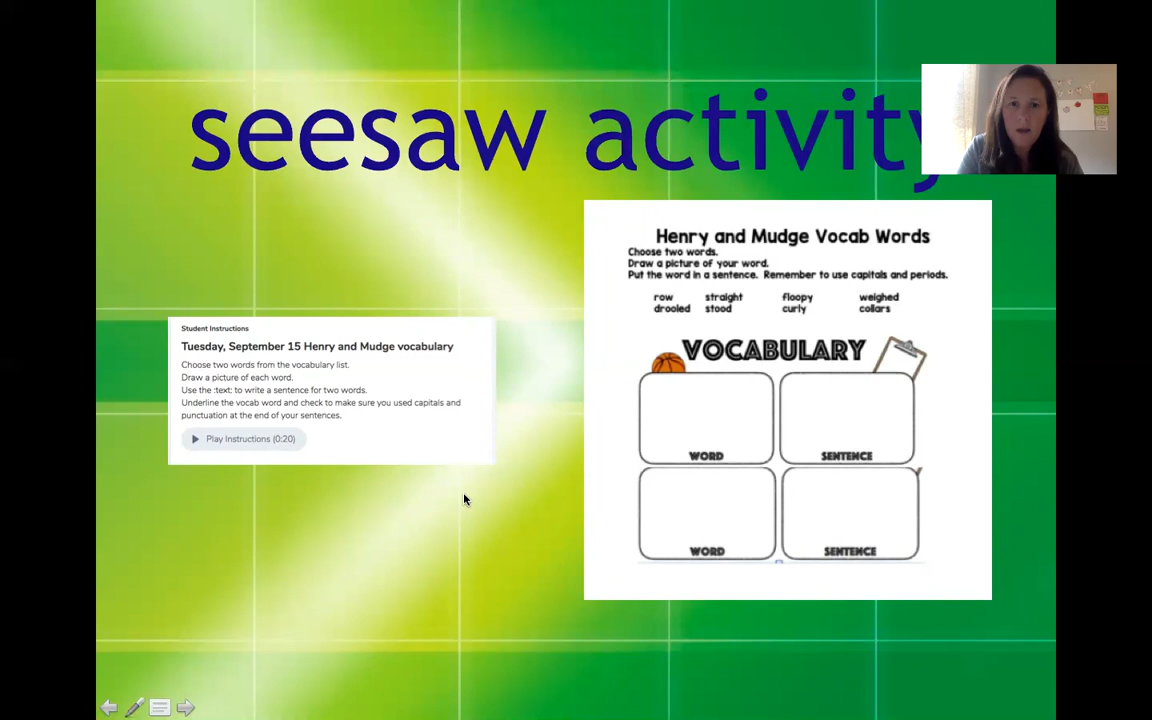 seesaw activity
Student Instructions
Tuesday, September 15 Henry and Mudge vocabulary
Choose two words from the vocabulary list.
Draw a picture of each word.
Use the :text: to write a sentence for two words.
Underline the vocab word and check to make sure you used capitals and
punctuation at the end of your sentences.
Play Instructions (0:20)
Henry and Mudge Vocab Words
Choose two words.
Draw a picture of your word.
Put the word in a sentence. Remember to use capitals and periods.
row straight floopy weighed
drooled stood curly collars
VOCABULARY
WORD SENTENCE
WORD SENTENCE